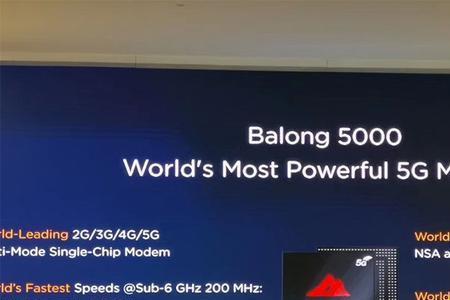 Balong 5000
World's Most Powerful 5G M
rld-Leading 2G/3G/4G/5G
ti-Mode Single-Chip Modem
rld's Fastest Speeds @Sub-6 GHz 200 MHz:
5G
World
NSA a
World